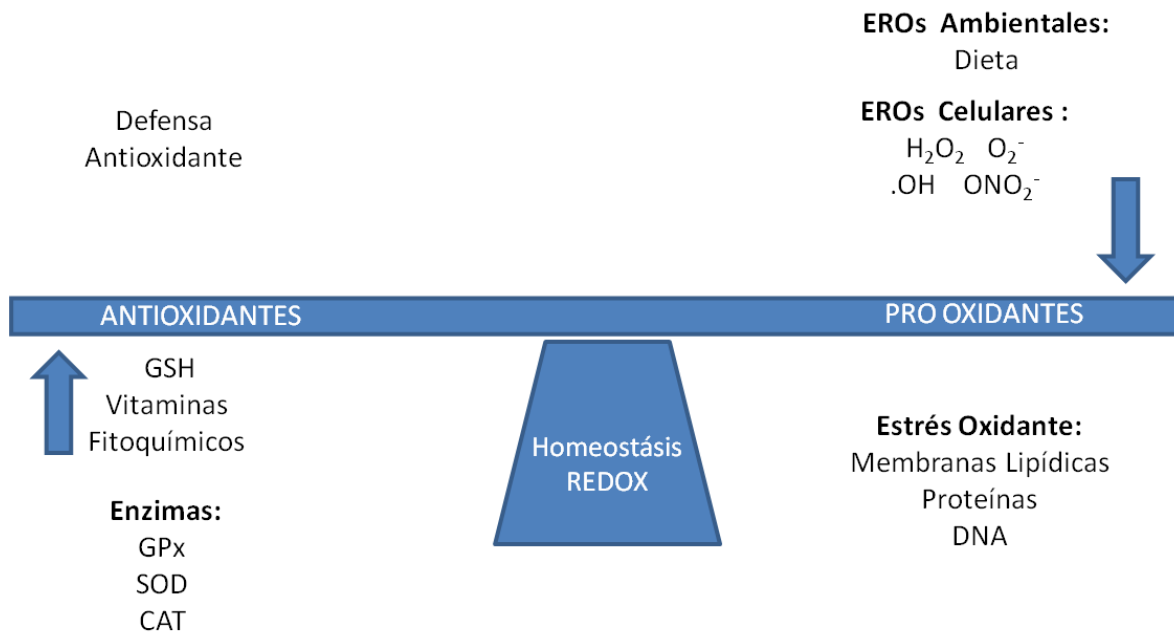 Defensa
Antioxidante
EROs  Ambientales:
Dieta
EROs  Celulares :
H₂O₂   O₂⁻
.OH   ONO₂⁻
ANTIOXIDANTES
PRO OXIDANTES
GSH
Vitaminas
Fitoquímicos
Enzimas:
GPx
SOD
CAT
Homeostásis
REDOX
Estrés Oxidante:
Membranas Lipídicas
Proteínas
DNA